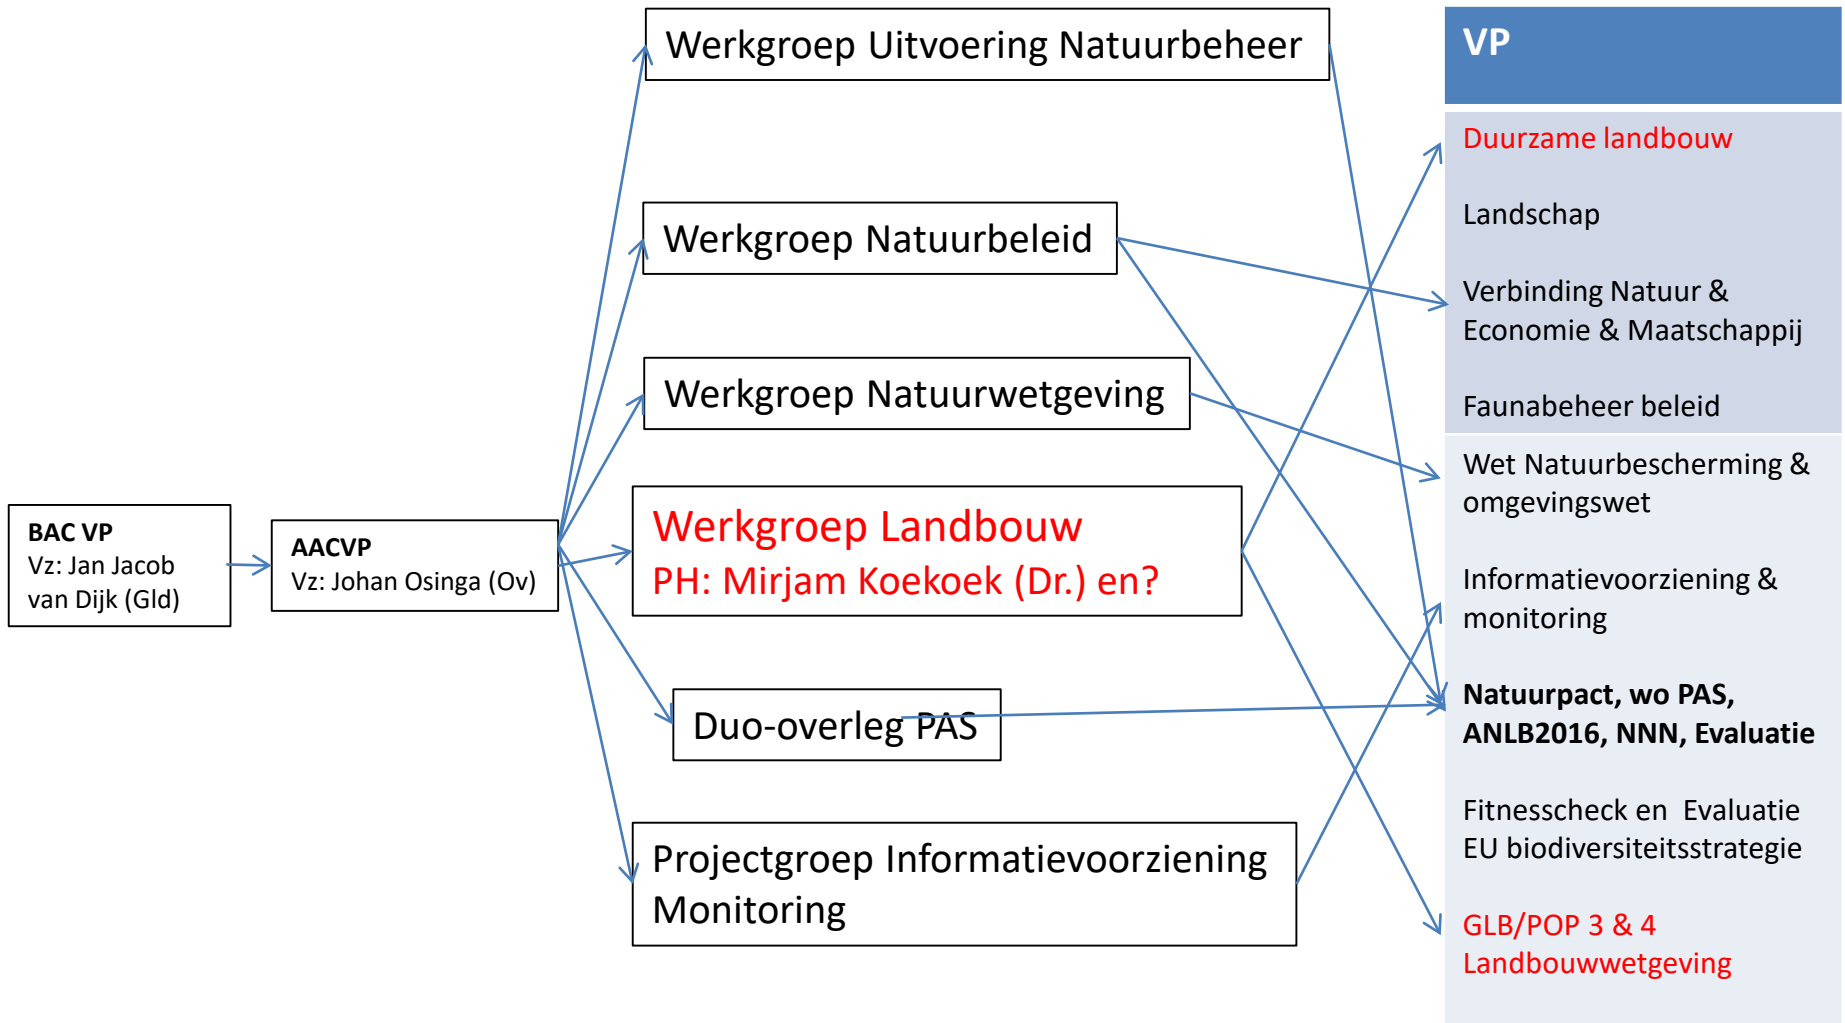 BAC VP
Vz: Jan Jacob
van Dijk (Gld)
AACVP
Vz: Johan Osinga (Ov)
Werkgroep Uitvoering Natuurbeheer
Werkgroep Natuurbeleid
Werkgroep Natuurwetgeving
Werkgroep Landbouw
PH: Mirjam Koekoek (Dr.) en?
Duo-overleg PAS
Projectgroep Informatievoorziening
Monitoring
VP
Duurzame landbouw
Landschap
Verbinding Natuur &
Economie & Maatschappij
Faunabeheer beleid
Wet Natuurbescherming &
omgevingswet
Informatievoorziening &
monitoring
Natuurpact, wo PAS,
ANLB2016, NNN, Evaluatie
Fitnesscheck en Evaluatie
EU biodiversiteitsstrategie
GLB/POP 3 & 4
Landbouwwetgeving